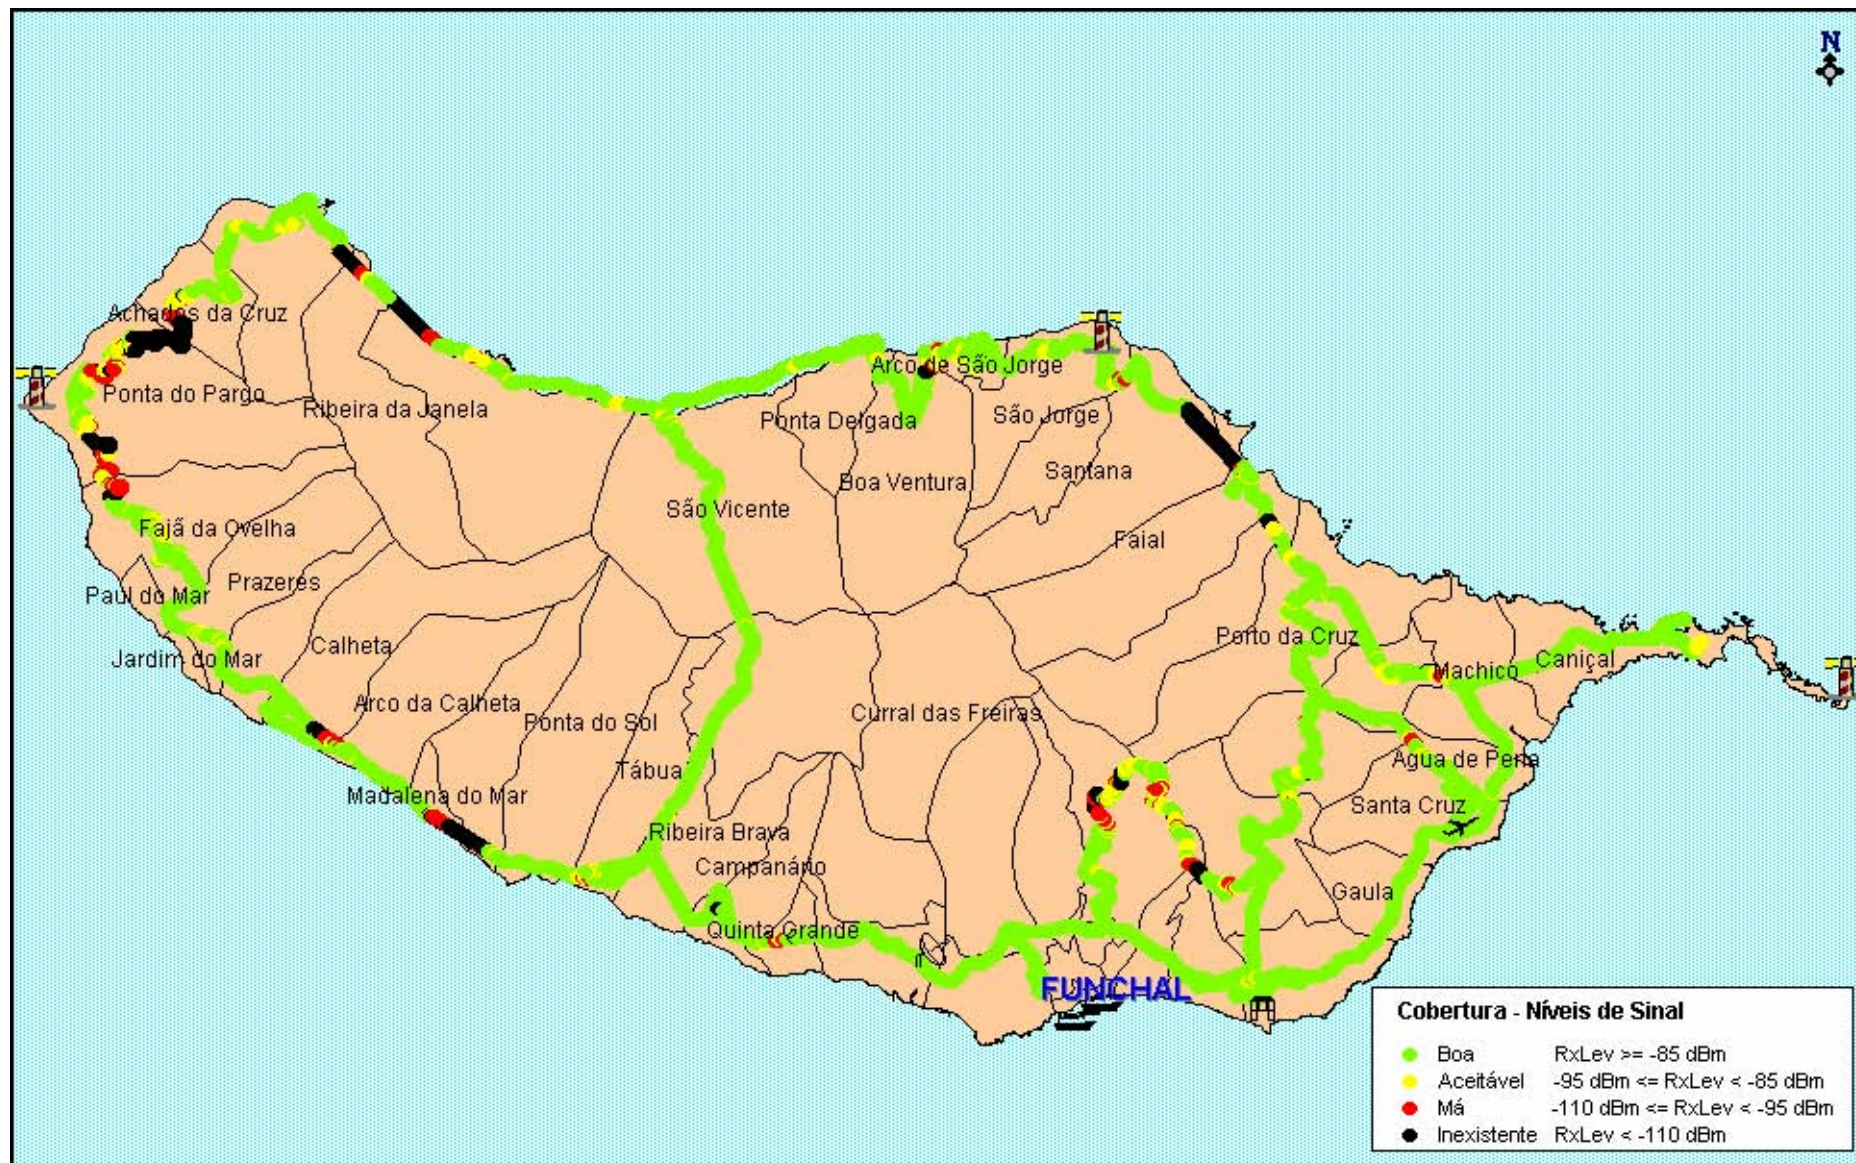 N
Achadas da Cruz
Ponta do Pargo
Ribeira da Janela
Arco de São Jorge
Ponta Delgada
São Jorge
Santana
Boa Ventura
São Vicente
Fajã da Ovelha
Faial
Prazeres
Paúl do Mar
Porto da Cruz
Calheta
Jardim do Mar
Machico
Caniçal
Arco da Calheta
Ponta do Sol
Curral das Freiras
Tábua
Água de Pena
Madalena do Mar
Santa Cruz
Ribeira Brava
Campanário
Gaula
Quinta Grande
FUNCHAL
Cobertura - Níveis de Sinal
Boa RxLev >= -85 dBm
Aceitável -95 dBm <= RxLev < -85 dBm
Má -110 dBm <= RxLev < -95 dBm
Inexistente RxLev < -110 dBm